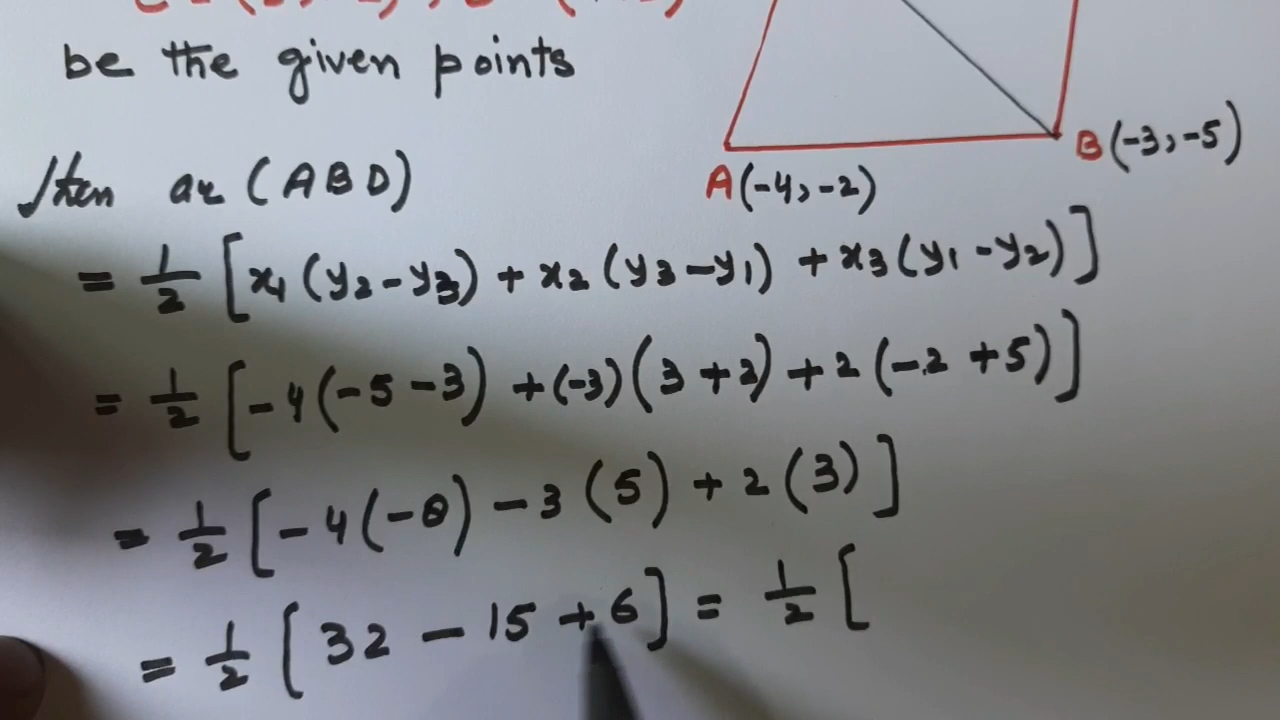 be the given points
B(-3,-5)
A(-4,-2)
Then ar (ABD)
= 1/2 [x1(y2-y3) + x2(y3-y1) + x3(y1-y2)]
= 1/2 [-4(-5-3) +(-3)(3+2) + 2(-2+5)]
= 1/2 [-4(-8) -3(5) + 2(3)]
= 1/2 [32 - 15 + 6] = 1/2 [